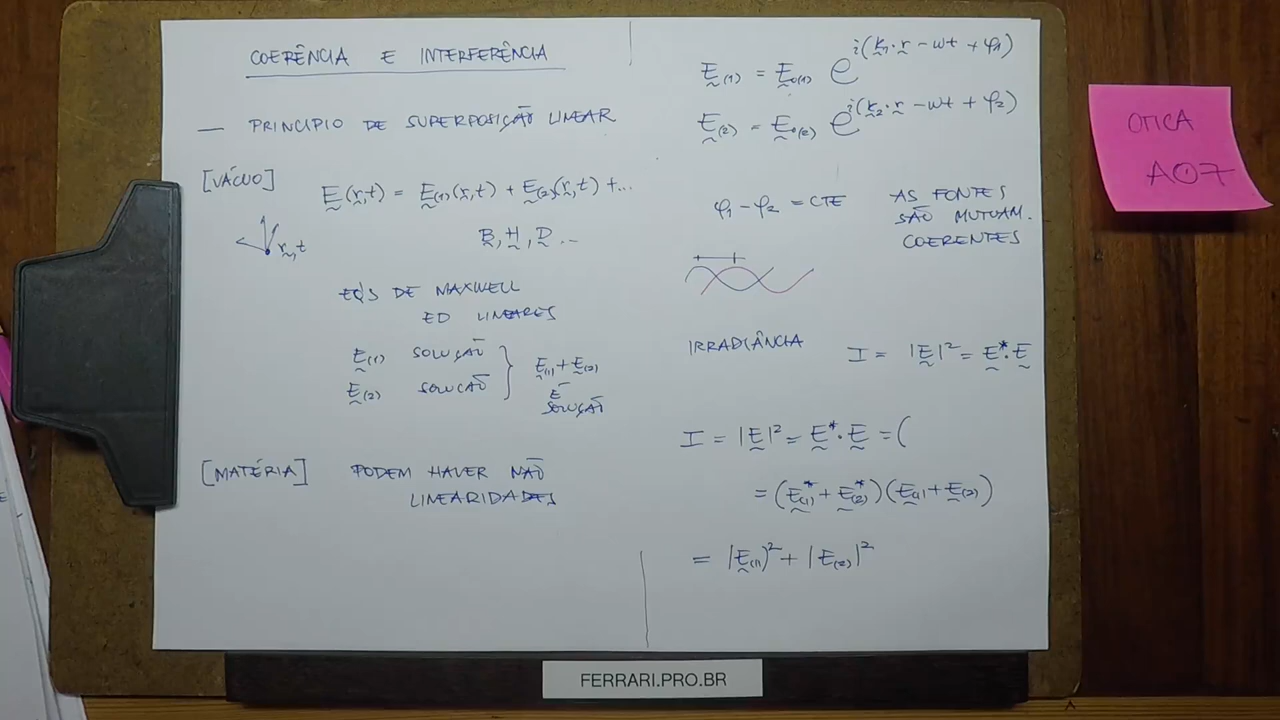 COERÊNCIA E INTERFERÊNCIA
— PRINCIPIO DE SUPERPOSIÇÃO LINEAR
[VÁCUO]
E(r,t) = E(1)(r,t) + E(2)(r,t) + ...
r,t
B, H, D ...
EQ'S DE MAXWELL
ED LINEARES
E(1) SOLUÇÃO
E(2) SOLUCAÕ
E(1) + E(2)
É
SOLUÇÃO
[MATÉRIA] PODEM HAVER NÃO
LINEARIDADES
E(1) = E0(1) e^i(k1·r − wt + φ1)
E(2) = E0(2) e^i(k2·r − wt + φ2)
φ1 − φ2 = CTE
AS FONTES
SÃO MUTUAM.
COERENTES
IRRADIÂNCIA I = |E|² = E*·E
I = |E|² = E*·E = (
= (E(1)* + E(2)*)(E(1) + E(2))
= |E(1)|² + |E(2)|²
OTICA
A07
FERRARI.PRO.BR